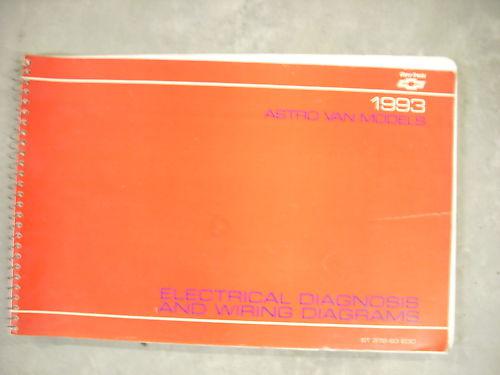 1993
ASTRO VAN MODELS
ELECTRICAL DIAGNOSIS
AND WIRING DIAGRAMS